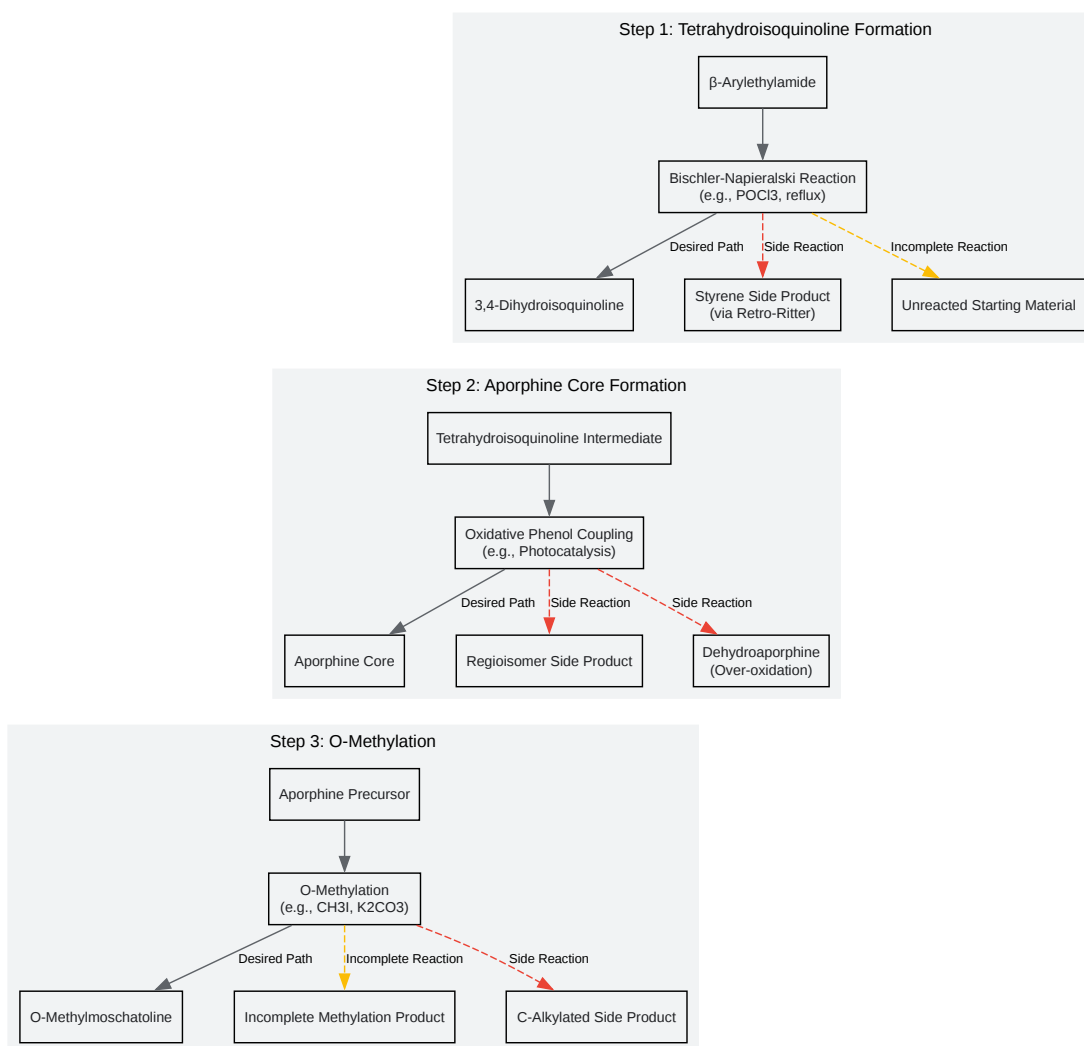 Step 1: Tetrahydroisoquinoline Formation
β-Arylethylamide
Bischler-Napieralski Reaction
(e.g., POCl3, reflux)
Desired Path
Side Reaction
Incomplete Reaction
3,4-Dihydroisoquinoline
Styrene Side Product
(via Retro-Ritter)
Unreacted Starting Material
Step 2: Aporphine Core Formation
Tetrahydroisoquinoline Intermediate
Oxidative Phenol Coupling
(e.g., Photocatalysis)
Desired Path
Side Reaction
Side Reaction
Aporphine Core
Regioisomer Side Product
Dehydroaporphine
(Over-oxidation)
Step 3: O-Methylation
Aporphine Precursor
O-Methylation
(e.g., CH3I, K2CO3)
Desired Path
Incomplete Reaction
Side Reaction
O-Methylmoschatoline
Incomplete Methylation Product
C-Alkylated Side Product